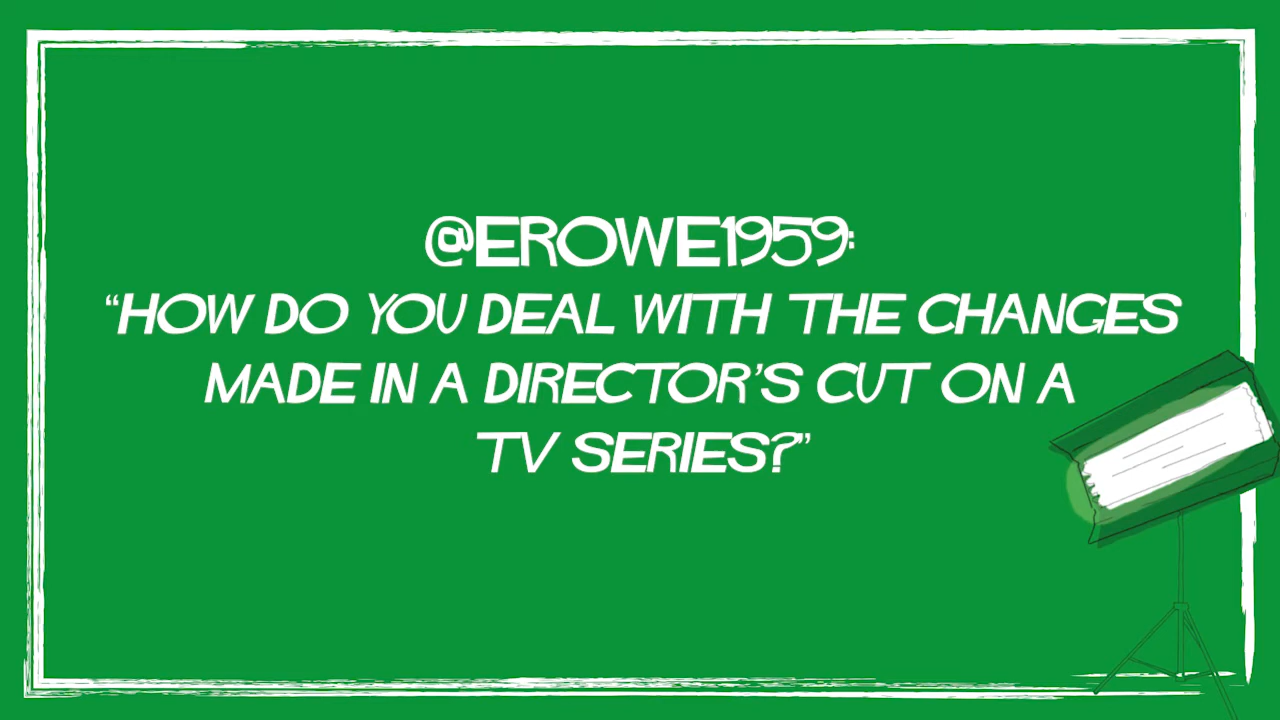 @EROWE1959:
“HOW DO YOU DEAL WITH THE CHANGES
MADE IN A DIRECTOR’S CUT ON A
TV SERIES?”